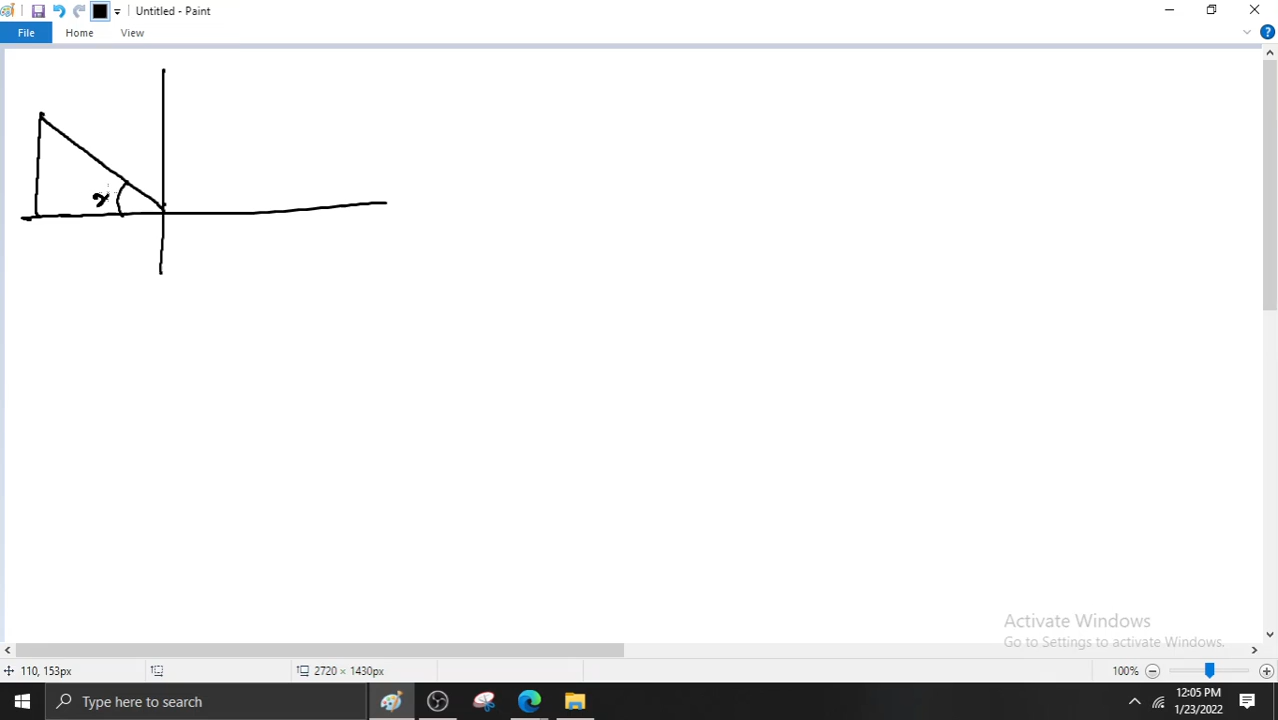 Untitled - Paint
File Home View
x
Activate Windows
Go to Settings to activate Windows.
110, 153px
2720 × 1430px
100%
Type here to search
12:05 PM
1/23/2022